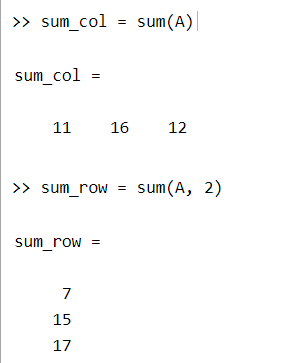 >> sum_col = sum(A)
sum_col =
11 16 12
>> sum_row = sum(A, 2)
sum_row =
7
15
17